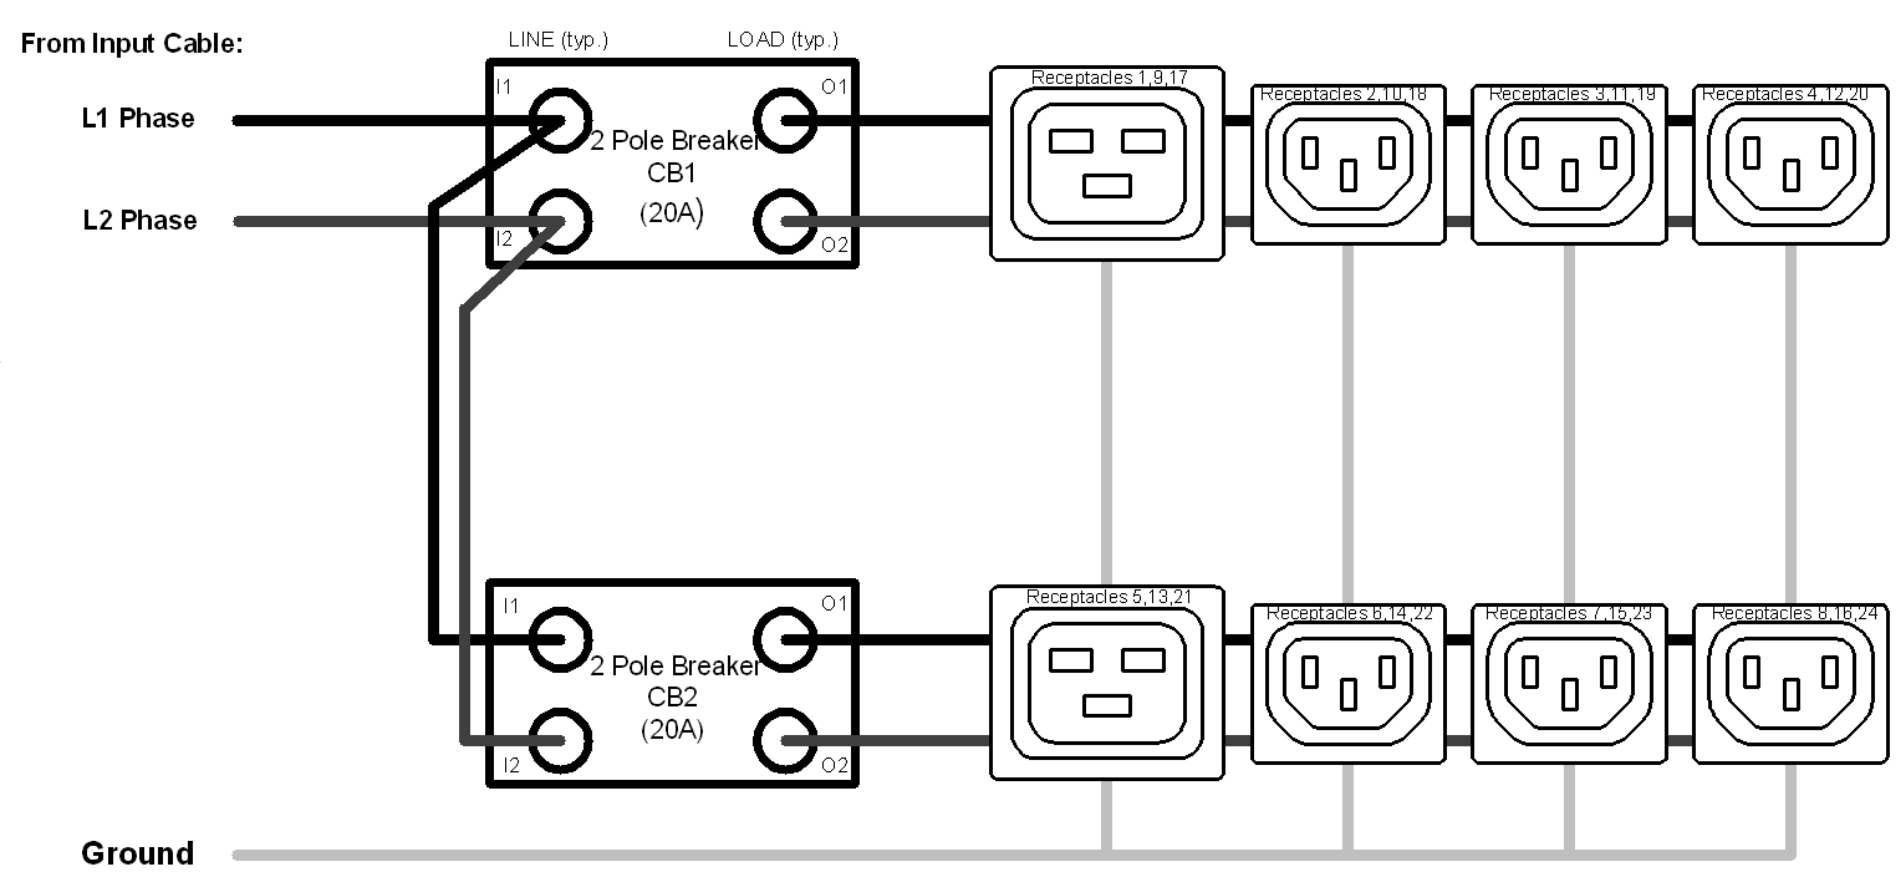 From Input Cable:
LINE (typ.)
LOAD (typ.)
L1 Phase
L2 Phase
I1
O1
2 Pole Breaker
CB1
(20A)
I2
O2
Receptacles 1,9,17
Receptacles 2,10,18
Receptacles 3,11,19
Receptacles 4,12,20
I1
O1
2 Pole Breaker
CB2
(20A)
I2
O2
Receptacles 5,13,21
Receptacles 6,14,22
Receptacles 7,15,23
Receptacles 8,16,24
Ground